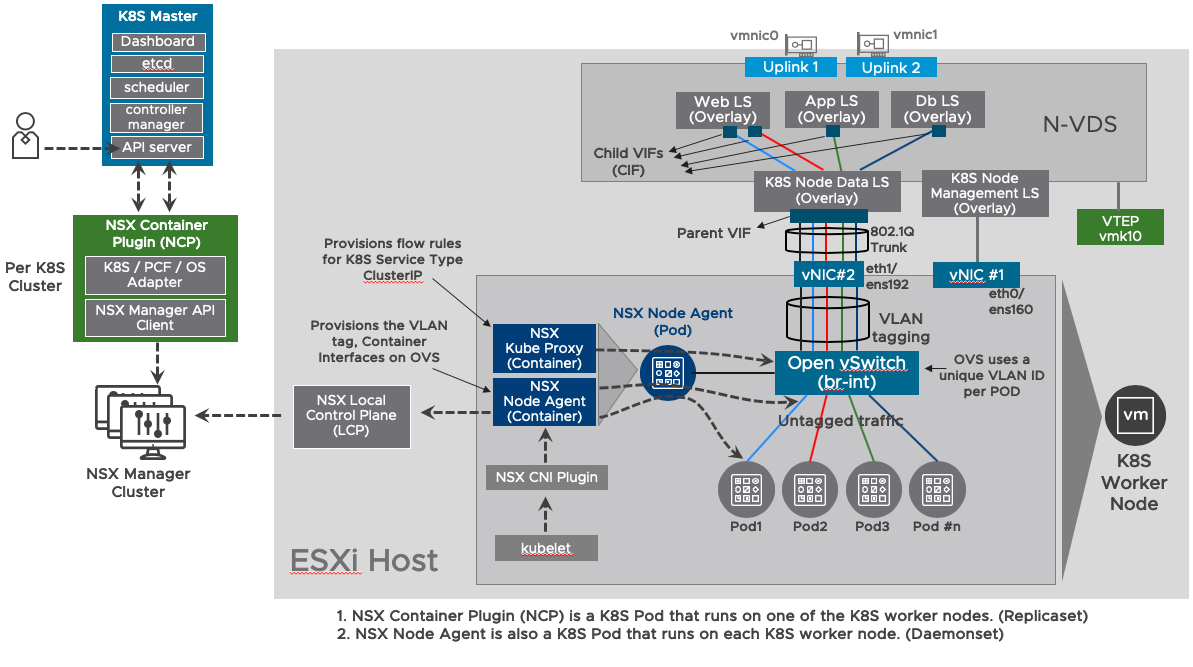 K8S Master
Dashboard
etcd
scheduler
controller
manager
API server
NSX Container
Plugin (NCP)
K8S / PCF / OS
Adapter
NSX Manager API
Client
Per K8S
Cluster
NSX Manager
Cluster
NSX Local
Control Plane
(LCP)
vmnic0
vmnic1
Uplink 1
Uplink 2
Web LS
(Overlay)
App LS
(Overlay)
Db LS
(Overlay)
N-VDS
Child VIFs
(CIF)
K8S Node Data LS
(Overlay)
K8S Node
Management LS
(Overlay)
VTEP
vmk10
Parent VIF
802.1Q
Trunk
vNIC#2
eth1/
ens192
vNIC #1
eth0/
ens160
Provisions flow rules
for K8S Service Type
ClusterIP
Provisions the VLAN
tag, Container
Interfaces on OVS
NSX Node Agent
(Pod)
VLAN
tagging
NSX
Kube Proxy
(Container)
NSX
Node Agent
(Container)
Open vSwitch
(br-int)
OVS uses a
unique VLAN ID
per POD
Untagged traffic
NSX CNI Plugin
kubelet
Pod1
Pod2
Pod3
Pod #n
vm
K8S
Worker
Node
ESXi Host
1. NSX Container Plugin (NCP) is a K8S Pod that runs on one of the K8S worker nodes. (Replicaset)
2. NSX Node Agent is also a K8S Pod that runs on each K8S worker node. (Daemonset)